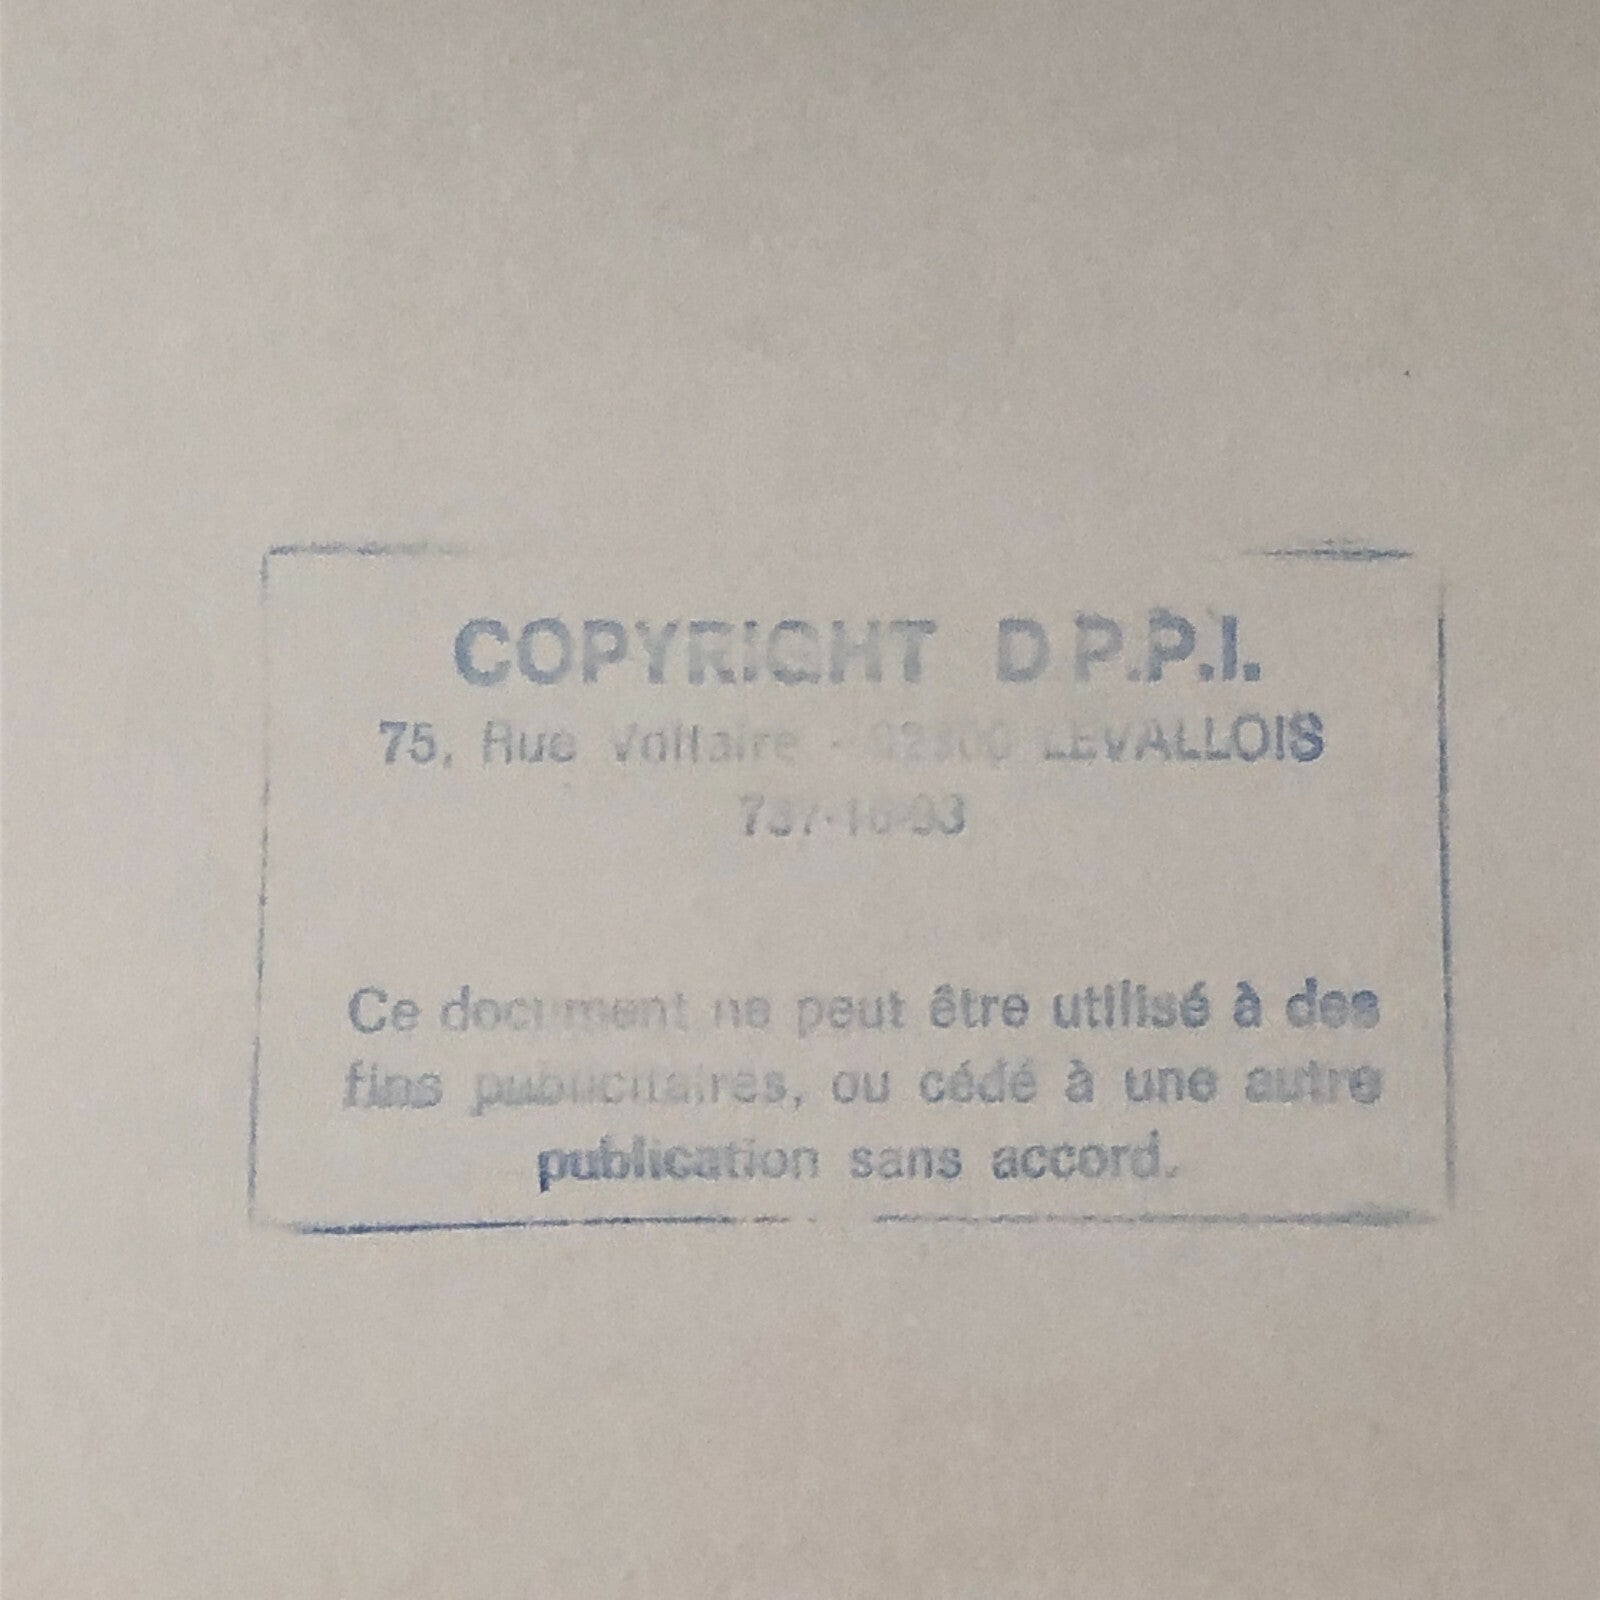 COPYRIGHT D.P.P.I.
75, Rue Voltaire - 92300 LEVALLOIS
Ce document ne peut être utilisé à des
fins publicitaires, ou cédé à une autre
publication sans accord.